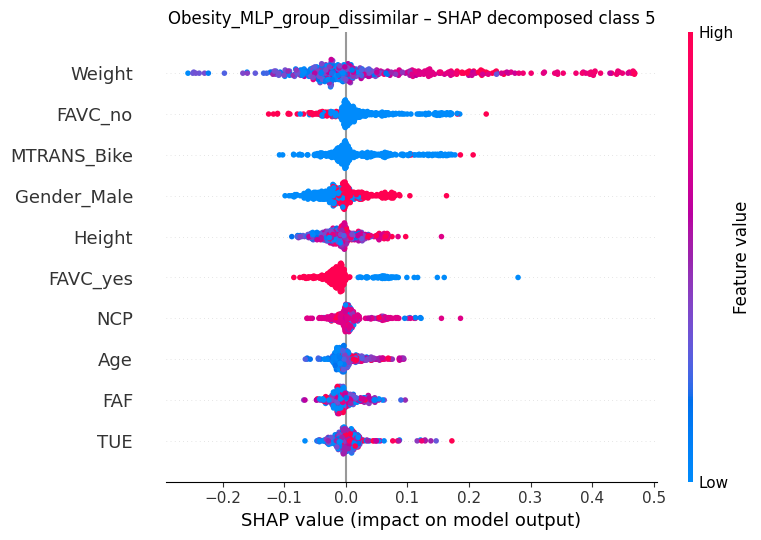 Obesity_MLP_group_dissimilar – SHAP decomposed class 5
High
Weight
FAVC_no
MTRANS_Bike
Gender_Male
Height
FAVC_yes
NCP
Age
FAF
TUE
Feature value
Low
−0.2 −0.1 0.0 0.1 0.2 0.3 0.4 0.5
SHAP value (impact on model output)